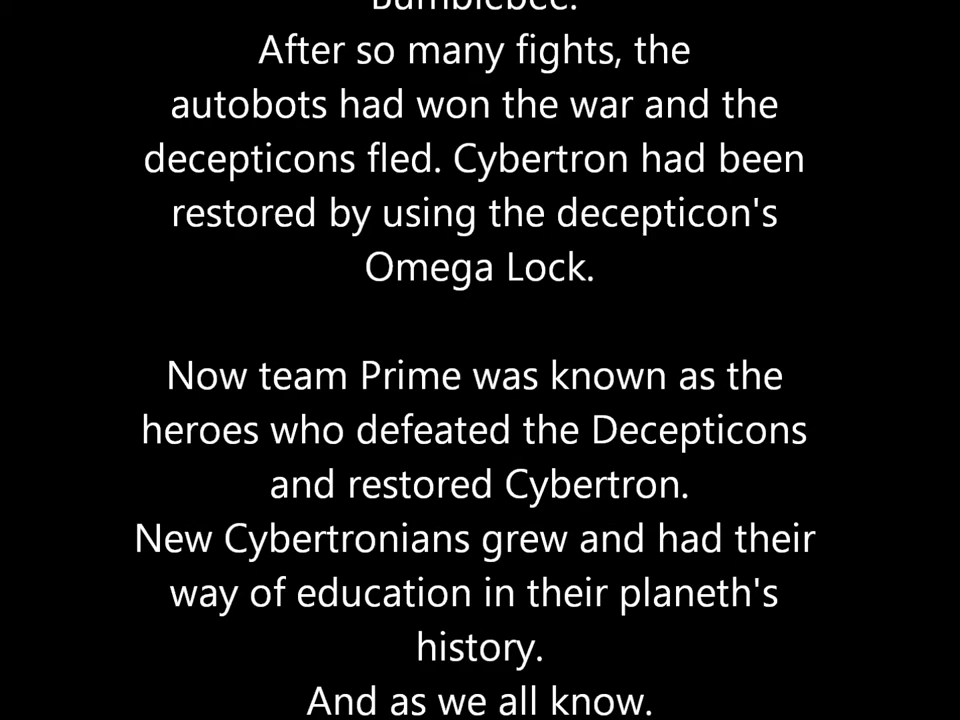 Bumblebee.
After so many fights, the
autobots had won the war and the
decepticons fled. Cybertron had been
restored by using the decepticon's
Omega Lock.
Now team Prime was known as the
heroes who defeated the Decepticons
and restored Cybertron.
New Cybertronians grew and had their
way of education in their planeth's
history.
And as we all know.